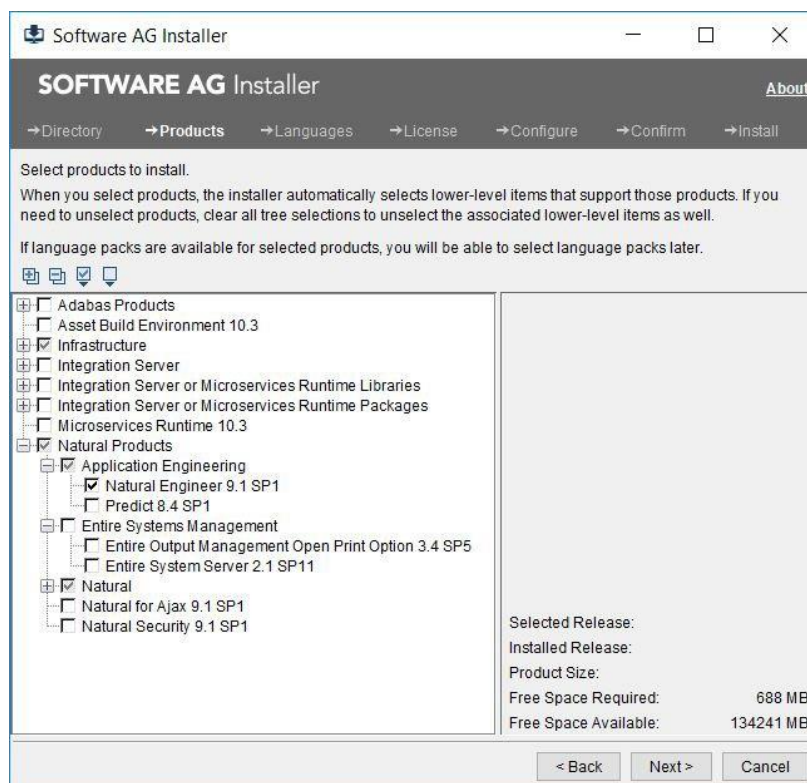 Software AG Installer
SOFTWARE AG Installer
About
→Directory →Products →Languages →License →Configure →Confirm →Install
Select products to install.
When you select products, the installer automatically selects lower-level items that support those products. If you
need to unselect products, clear all tree selections to unselect the associated lower-level items as well.
If language packs are available for selected products, you will be able to select language packs later.
Adabas Products
Asset Build Environment 10.3
Infrastructure
Integration Server
Integration Server or Microservices Runtime Libraries
Integration Server or Microservices Runtime Packages
Microservices Runtime 10.3
Natural Products
Application Engineering
Natural Engineer 9.1 SP1
Predict 8.4 SP1
Entire Systems Management
Entire Output Management Open Print Option 3.4 SP5
Entire System Server 2.1 SP11
Natural
Natural for Ajax 9.1 SP1
Natural Security 9.1 SP1
Selected Release:
Installed Release:
Product Size:
Free Space Required: 688 MB
Free Space Available: 134241 MB
< Back Next > Cancel